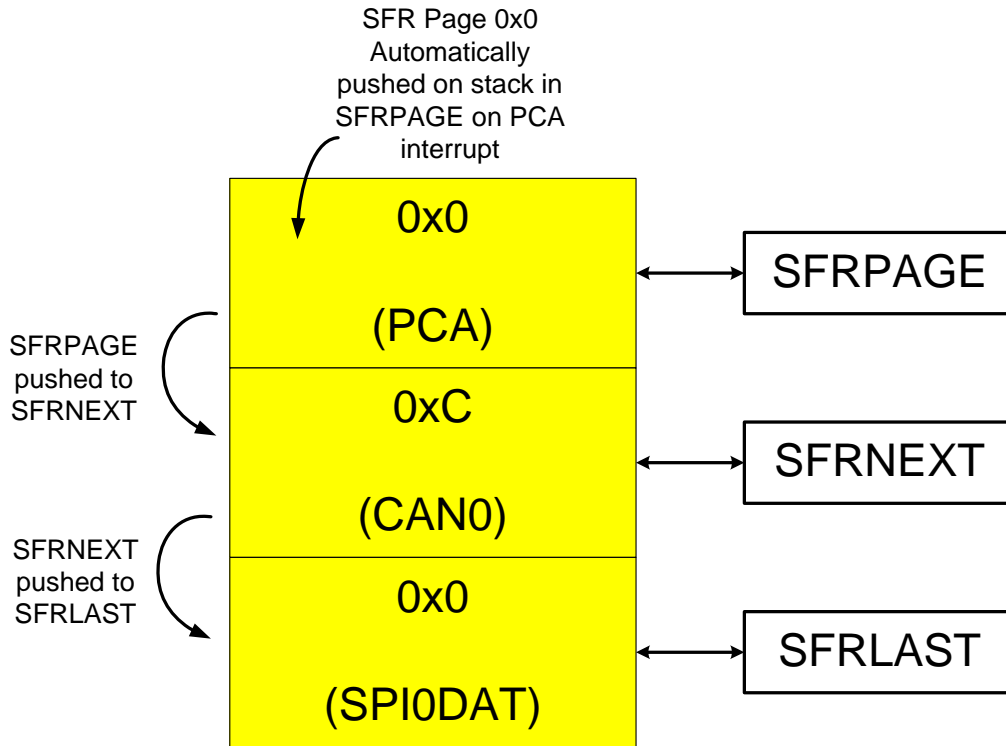 SFR Page 0x0
Automatically
pushed on stack in
SFRPAGE on PCA
interrupt
0x0
(PCA)
SFRPAGE
SFRPAGE
pushed to
SFRNEXT
0xC
(CAN0)
SFRNEXT
SFRNEXT
pushed to
SFRLAST
0x0
(SPI0DAT)
SFRLAST